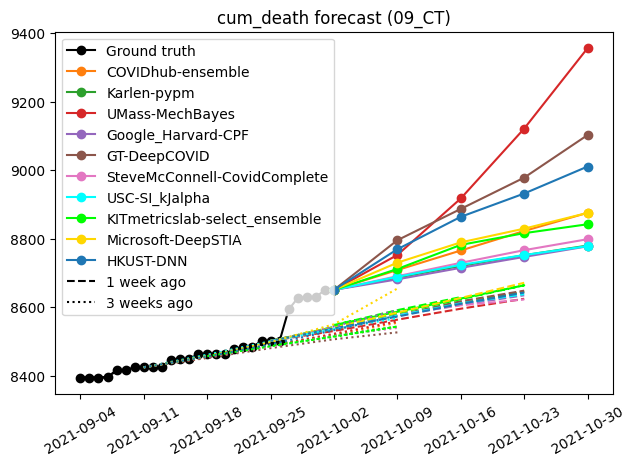 cum_death forecast (09_CT)
9400
9200
9000
8800
8600
8400
Ground truth
COVIDhub-ensemble
Karlen-pypm
UMass-MechBayes
Google_Harvard-CPF
GT-DeepCOVID
SteveMcConnell-CovidComplete
USC-SI_kJalpha
KITmetricslab-select_ensemble
Microsoft-DeepSTIA
HKUST-DNN
1 week ago
3 weeks ago
2021-09-04
2021-09-11
2021-09-18
2021-09-25
2021-10-02
2021-10-09
2021-10-16
2021-10-23
2021-10-30